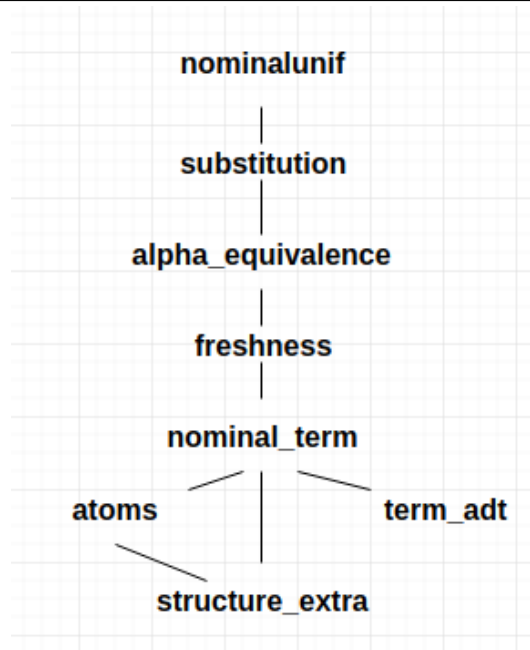 nominalunif
substitution
alpha_equivalence
freshness
nominal_term
atoms
term_adt
structure_extra